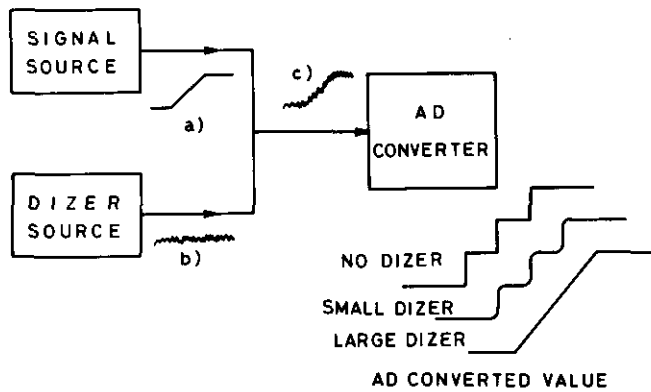 SIGNAL
SOURCE
a)
c)
AD
CONVERTER
DIZER
SOURCE
b)
NO DIZER
SMALL DIZER
LARGE DIZER
AD CONVERTED VALUE